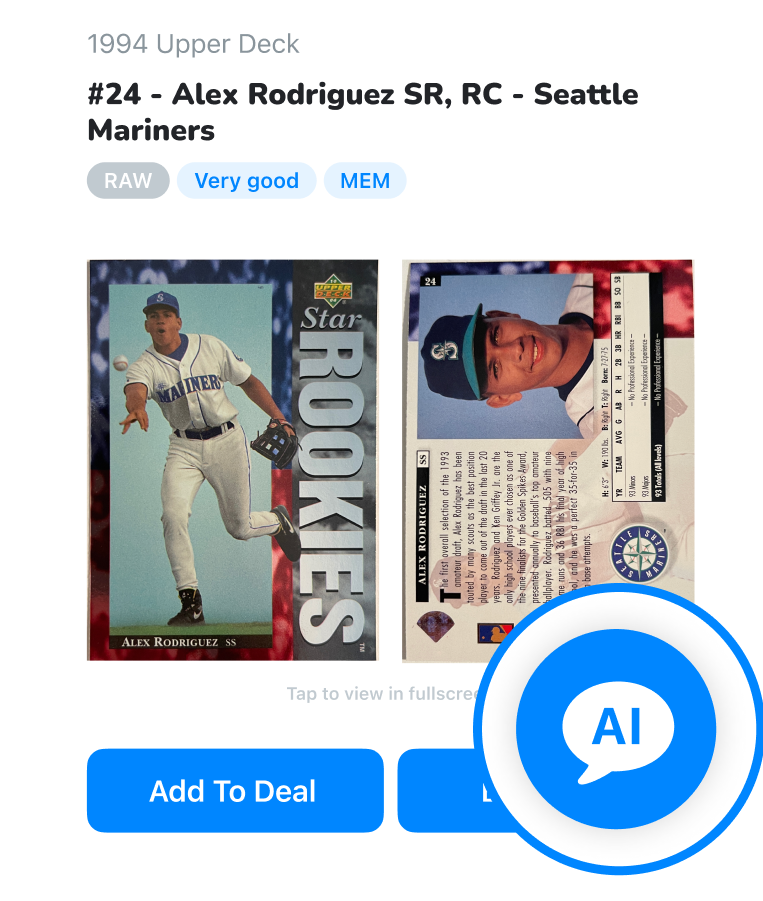 1994 Upper Deck
#24 - Alex Rodriguez SR, RC - Seattle
Mariners
RAW
Very good
MEM
UPPER
DECK
Star
ROOKIES
TM
S
MARINERS
ALEX RODRIGUEZ SS
24
S
ALEX RODRIGUEZ SS
The first overall selection of the 1993
amateur draft, Alex Rodriguez has been
touted by many scouts as the best position
player to come out of the draft in the last 20
years. Rodriguez and Ken Griffey Jr. are the
only high school players ever chosen as one of
the nine finalists for the Golden Spikes Award,
presented annually to baseball's top amateur
ballplayer. Rodriguez batted .505 with nine
runs and 36 RBI his final year of high
and he was a perfect 35-for-35 in
base attempts.
H: 6'3" W: 190 lbs. B: Right T: Right Born: 7-27-75
YR TEAM AVG G AB R H 2B 3B HR RBI BB SO SB
93 Majors — No Professional Experience —
93 Majors — No Professional Experience —
93 Totals (All levels) — No Professional Experience —
SEATTLE
MARINERS
Tap to view in
Add To Deal
AI